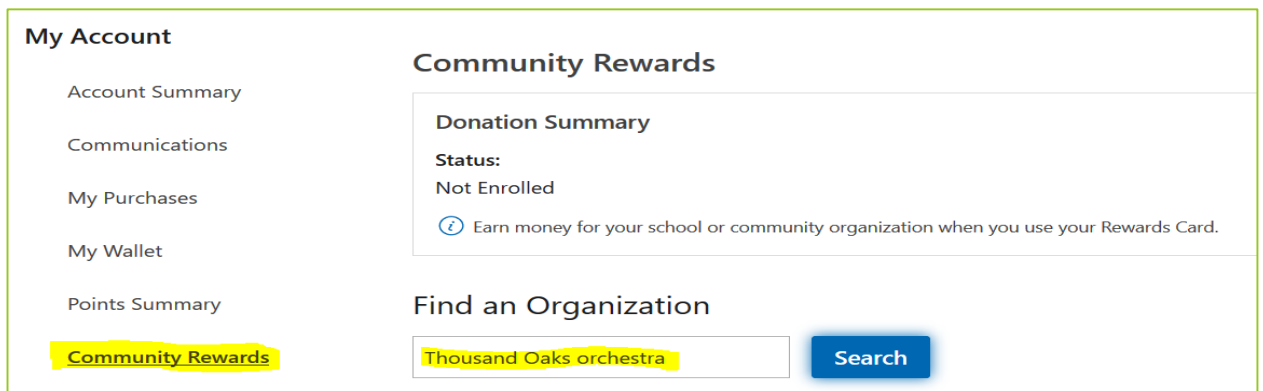 My Account
Account Summary
Communications
My Purchases
My Wallet
Points Summary
Community Rewards
Community Rewards
Donation Summary
Status:
Not Enrolled
Earn money for your school or community organization when you use your Rewards Card.
Find an Organization
Thousand Oaks orchestra
Search